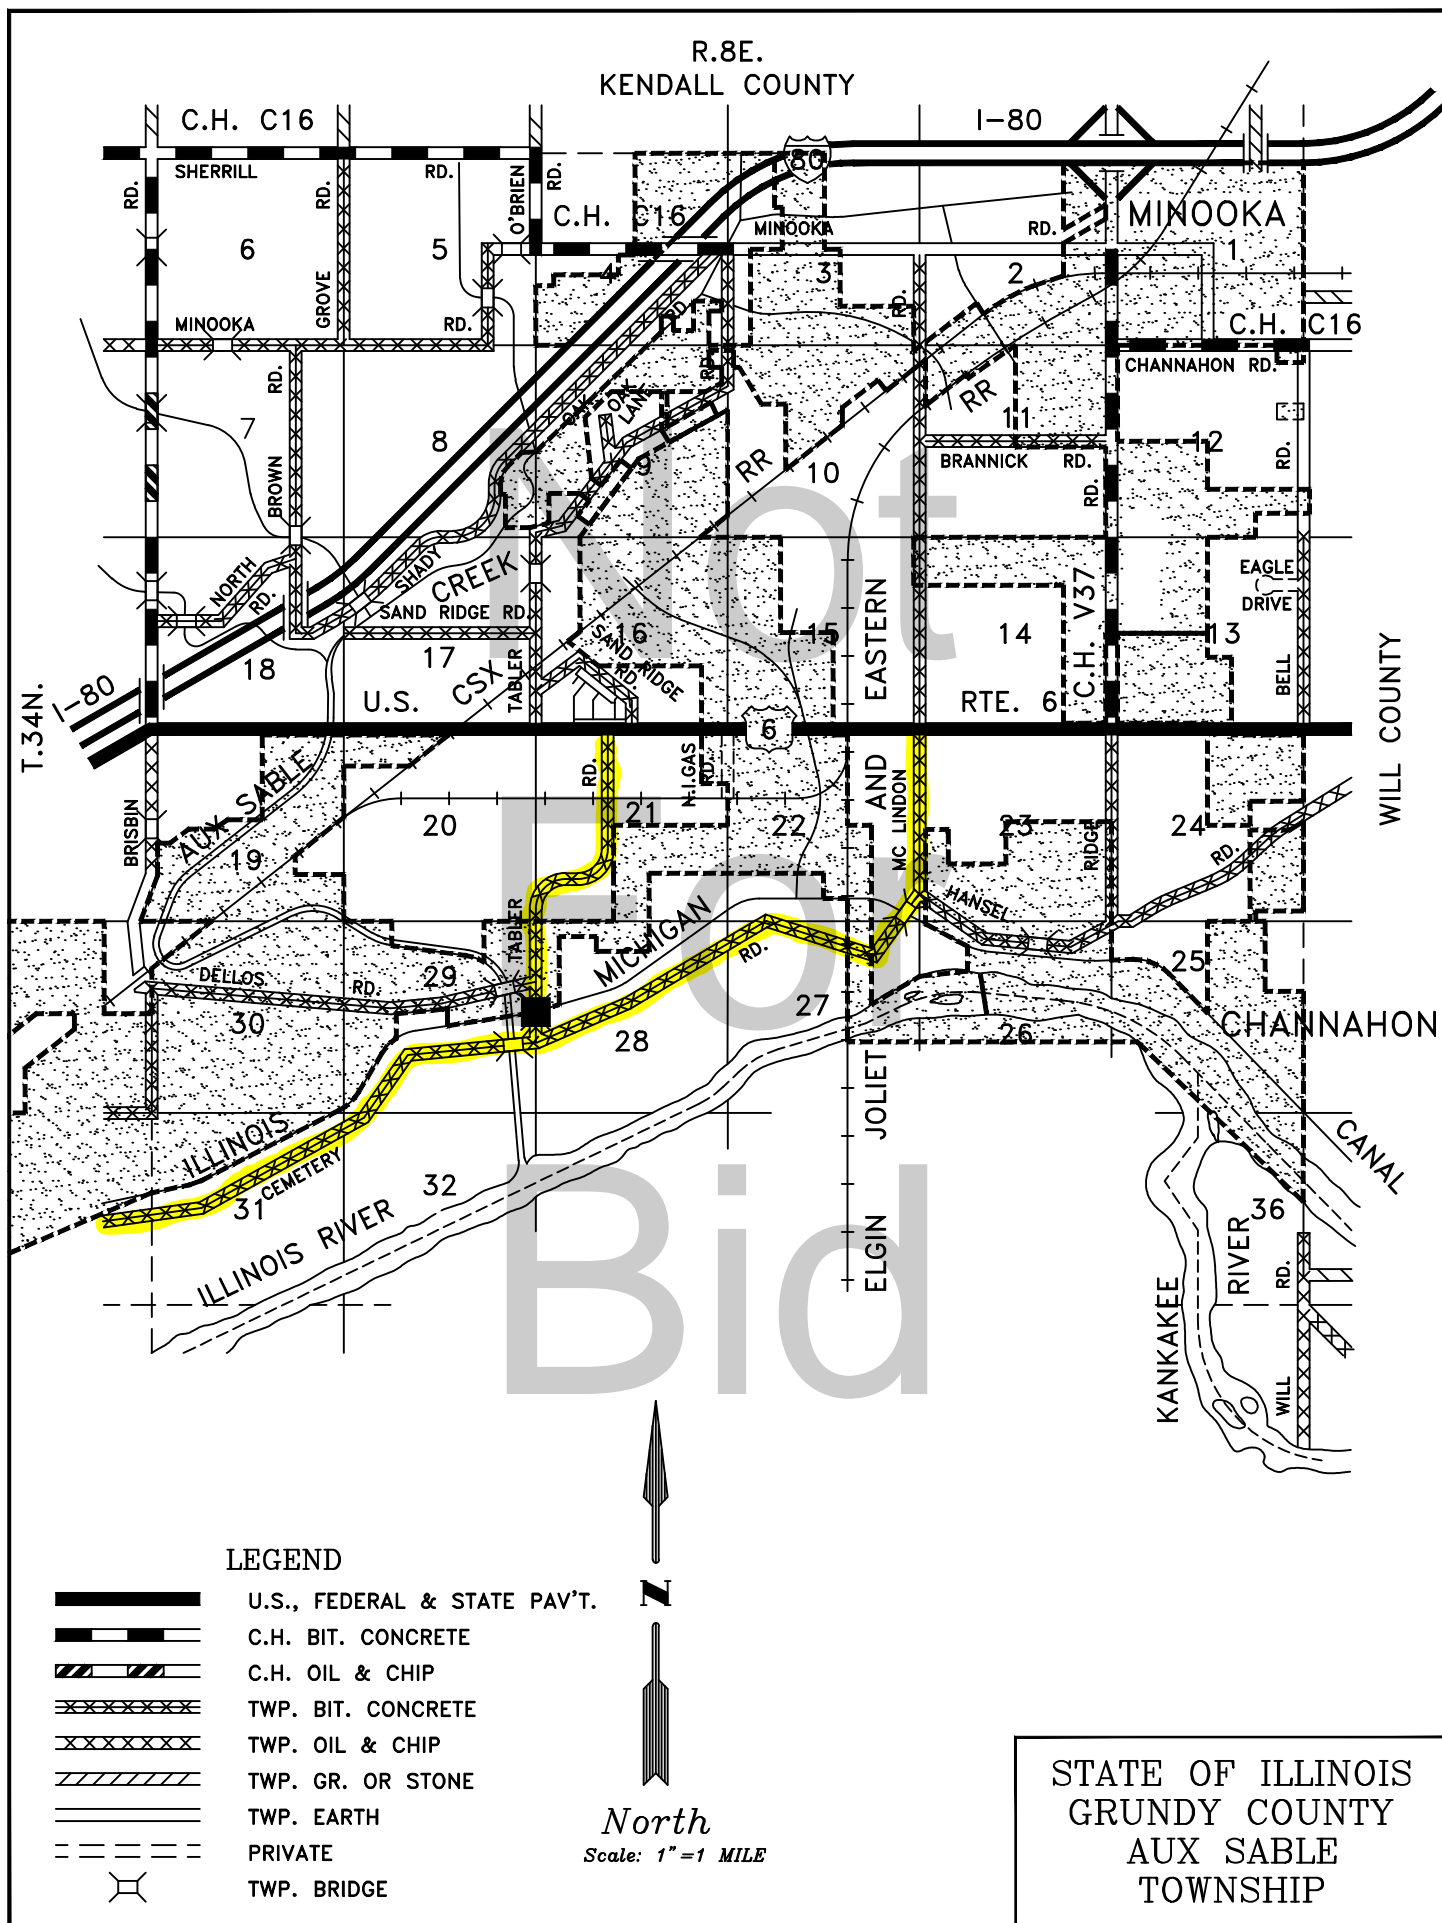 R.8E.
KENDALL COUNTY
C.H. C16
I-80
80
SHERRILL
RD.
RD.
RD.
O'BRIEN
RD.
C.H. C16
MINOOKA
RD.
MINOOKA
6
5
4
3
2
1
GROVE
MINOOKA
RD.
RD.
RD.
C.H. C16
CHANNAHON RD.
RD.
RD.
OAK
OAK
LANE
RR
7
8
9
RR
10
11
12
BRANNICK RD.
RD.
RD.
BROWN
Not
NORTH
RD.
SHADY
CREEK
SAND RIDGE RD.
EAGLE
DRIVE
18
17
16
15
14
13
SAND RIDGE
RD.
EASTERN
C.H. V37
BELL
T.34N.
I-80
U.S.
CSX
TABLER
RTE. 6
6
WILL COUNTY
BRISBIN
AUX SABLE
RD.
N.I.GAS
RD.
AND
MC LINDON
19
20
21
22
23
24
RIDGE
RD.
For
TABLER
HANSEL
MICHIGAN
RD.
DELLOS
RD.
30
29
28
27
26
25
CHANNAHON
JOLIET
ILLINOIS
CEMETERY
CANAL
31
32
36
ILLINOIS RIVER
ELGIN
KANKAKEE
RIVER
RD.
WILL
Bid
LEGEND
U.S., FEDERAL & STATE PAV'T.
C.H. BIT. CONCRETE
C.H. OIL & CHIP
TWP. BIT. CONCRETE
TWP. OIL & CHIP
TWP. GR. OR STONE
TWP. EARTH
PRIVATE
TWP. BRIDGE
N
North
Scale: 1"=1 MILE
STATE OF ILLINOIS
GRUNDY COUNTY
AUX SABLE
TOWNSHIP